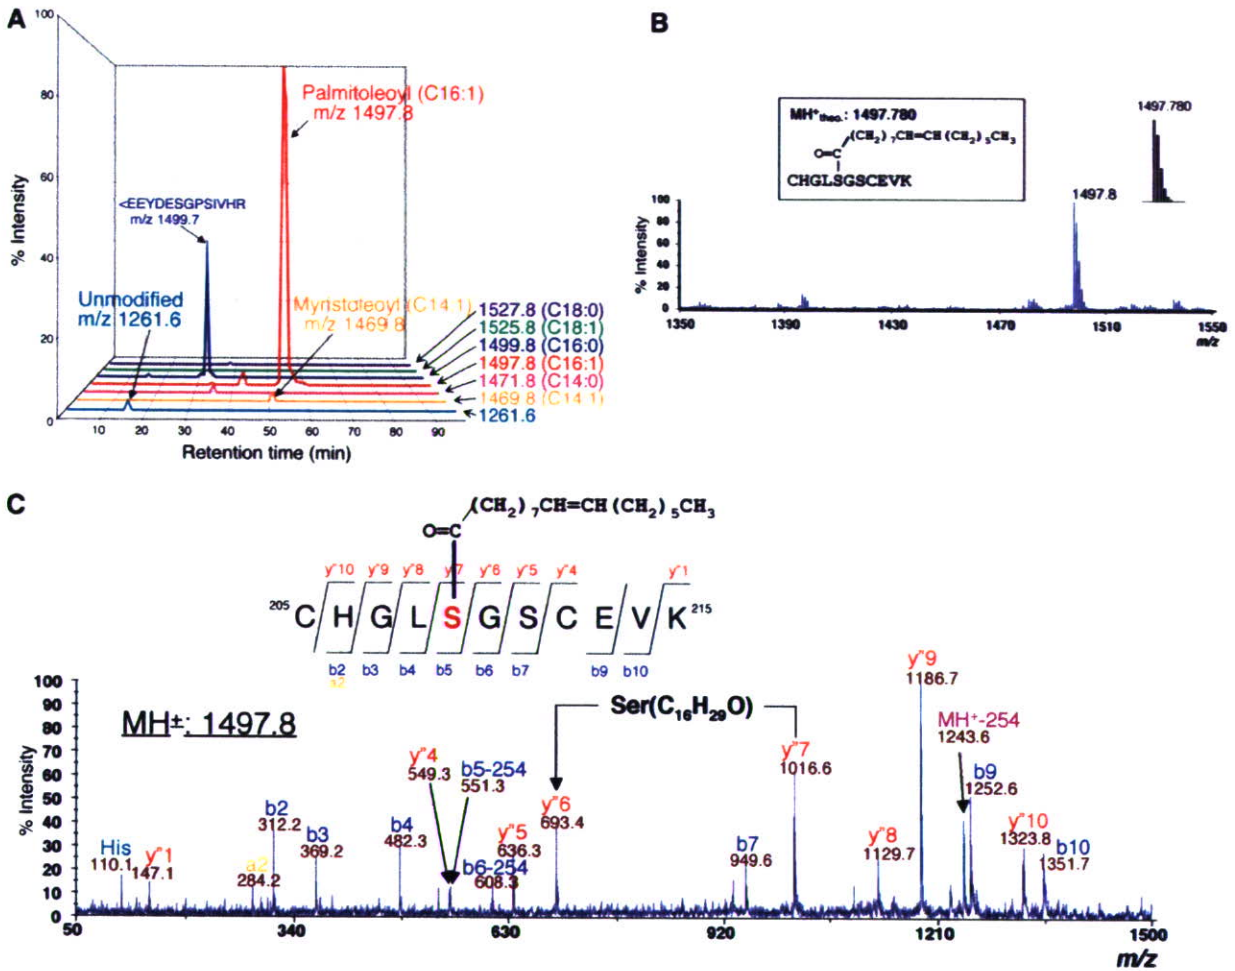 A
100
80
60
40
20
0
% Intensity
Palmitoleoyl (C16:1)
m/z 1497.8
<EEYDESGPSIVHR
m/z 1499.7
Unmodified
m/z 1261.6
Myristoleoyl (C14:1)
m/z 1469.8
1527.8 (C18:0)
1525.8 (C18:1)
1499.8 (C16:0)
1497.8 (C16:1)
1471.8 (C14:0)
1469.8 (C14:1)
1261.6
10 20 30 40 50 60 70 80 90
Retention time (min)
B
MH+theo.: 1497.780
(CH2)7CH=CH(CH2)5CH3
O=C
CHGLSGSCEVK
1497.780
1497.8
100
80
60
40
20
0
% Intensity
1350 1390 1430 1470 1510 1550
m/z
C
(CH2)7CH=CH(CH2)5CH3
O=C
y"10 y"9 y"8 y"7 y"6 y"5 y"4 y"1
205 C H G L S G S C E V K 215
b2 b3 b4 b5 b6 b7 b9 b10
a2
MH±: 1497.8
Ser(C16H29O)
100
90
80
70
60
50
40
30
20
10
0
% Intensity
His
110.1
y"1
147.1
a2
284.2
b2
312.2
b3
369.2
b4
482.3
y"4
549.3
b5-254
551.3
b6-254
608.3
y"5
636.3
y"6
693.4
b7
949.6
y"7
1016.6
y"8
1129.7
y"9
1186.7
MH+-254
1243.6
b9
1252.6
y"10
1323.8
b10
1351.7
50 340 630 920 1210 1500
m/z